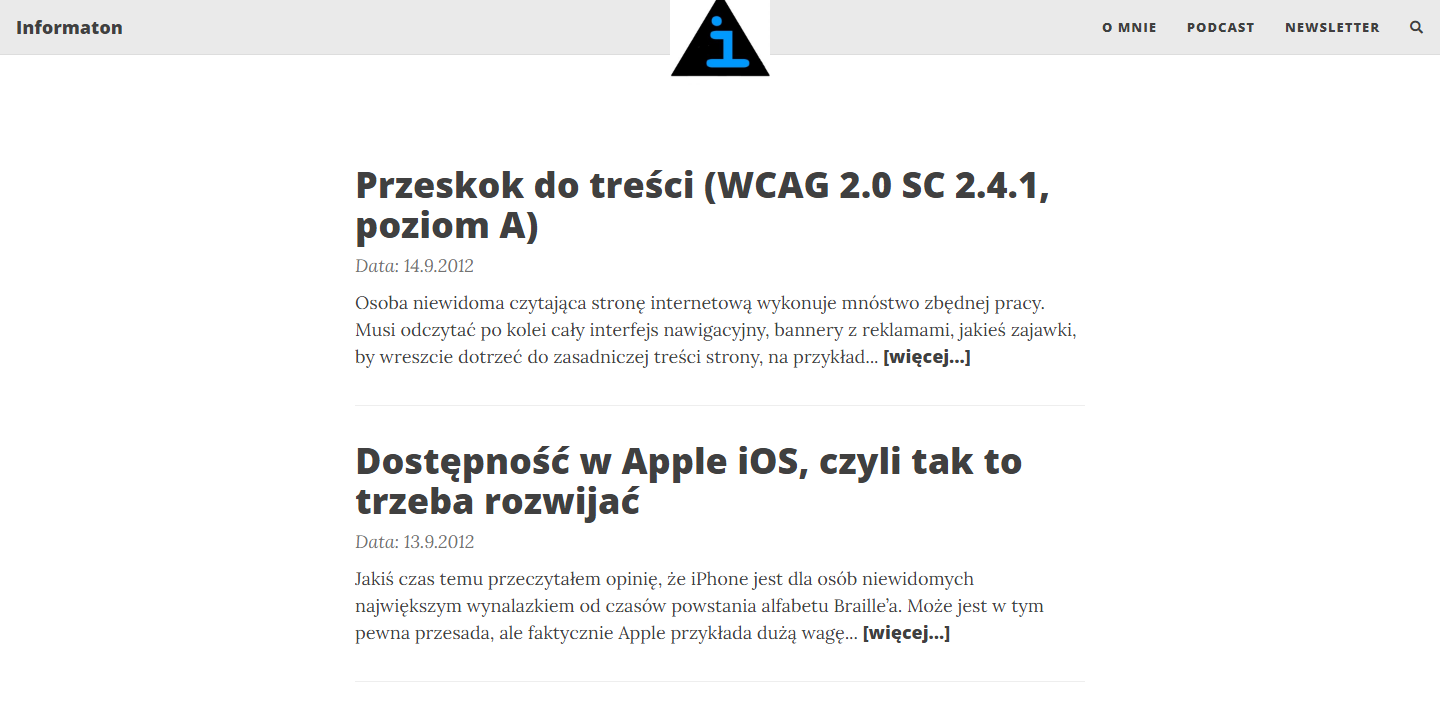 Informaton
i
O MNIE
PODCAST
NEWSLETTER
Przeskok do treści (WCAG 2.0 SC 2.4.1,
poziom A)
Data: 14.9.2012
Osoba niewidoma czytająca stronę internetową wykonuje mnóstwo zbędnej pracy.
Musi odczytać po kolei cały interfejs nawigacyjny, bannery z reklamami, jakieś zajawki,
by wreszcie dotrzeć do zasadniczej treści strony, na przykład... [więcej...]
Dostępność w Apple iOS, czyli tak to
trzeba rozwijać
Data: 13.9.2012
Jakiś czas temu przeczytałem opinię, że iPhone jest dla osób niewidomych
największym wynalazkiem od czasów powstania alfabetu Braille’a. Może jest w tym
pewna przesada, ale faktycznie Apple przykłada dużą wagę... [więcej...]